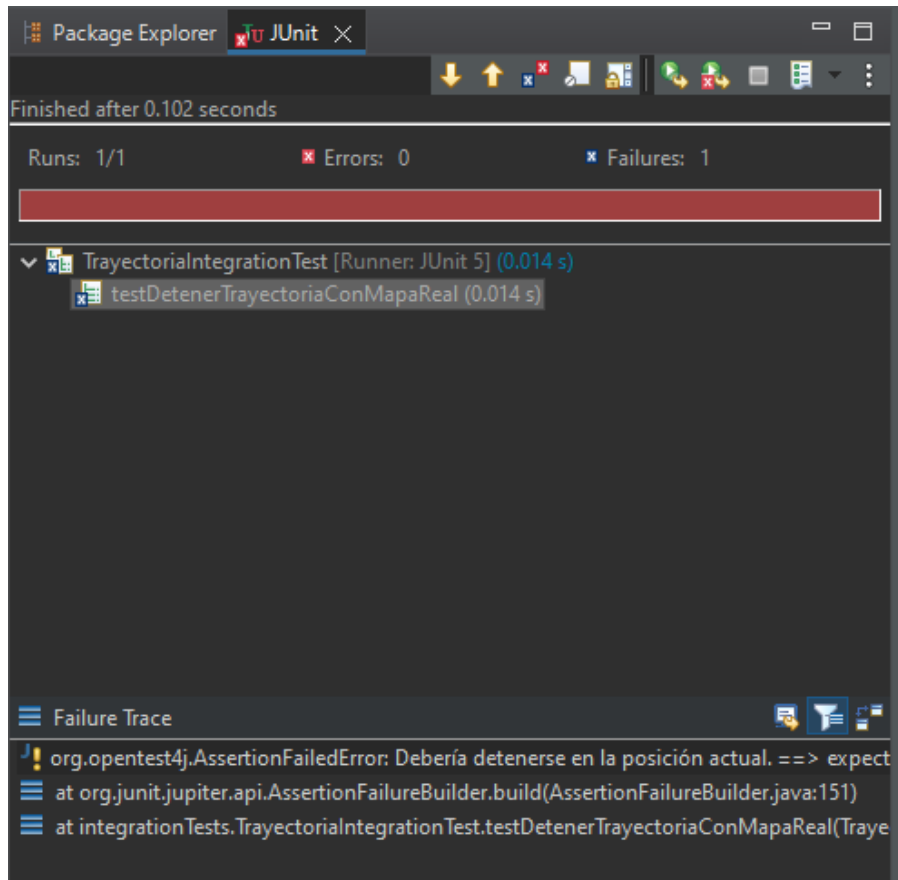 Package Explorer JUnit
Finished after 0.102 seconds
Runs: 1/1 Errors: 0 Failures: 1
TrayectoriaIntegrationTest [Runner: JUnit 5] (0.014 s)
testDetenerTrayectoriaConMapaReal (0.014 s)
Failure Trace
org.opentest4j.AssertionFailedError: Debería detenerse en la posición actual. ==> expect
at org.junit.jupiter.api.AssertionFailureBuilder.build(AssertionFailureBuilder.java:151)
at integrationTests.TrayectoriaIntegrationTest.testDetenerTrayectoriaConMapaReal(Traye